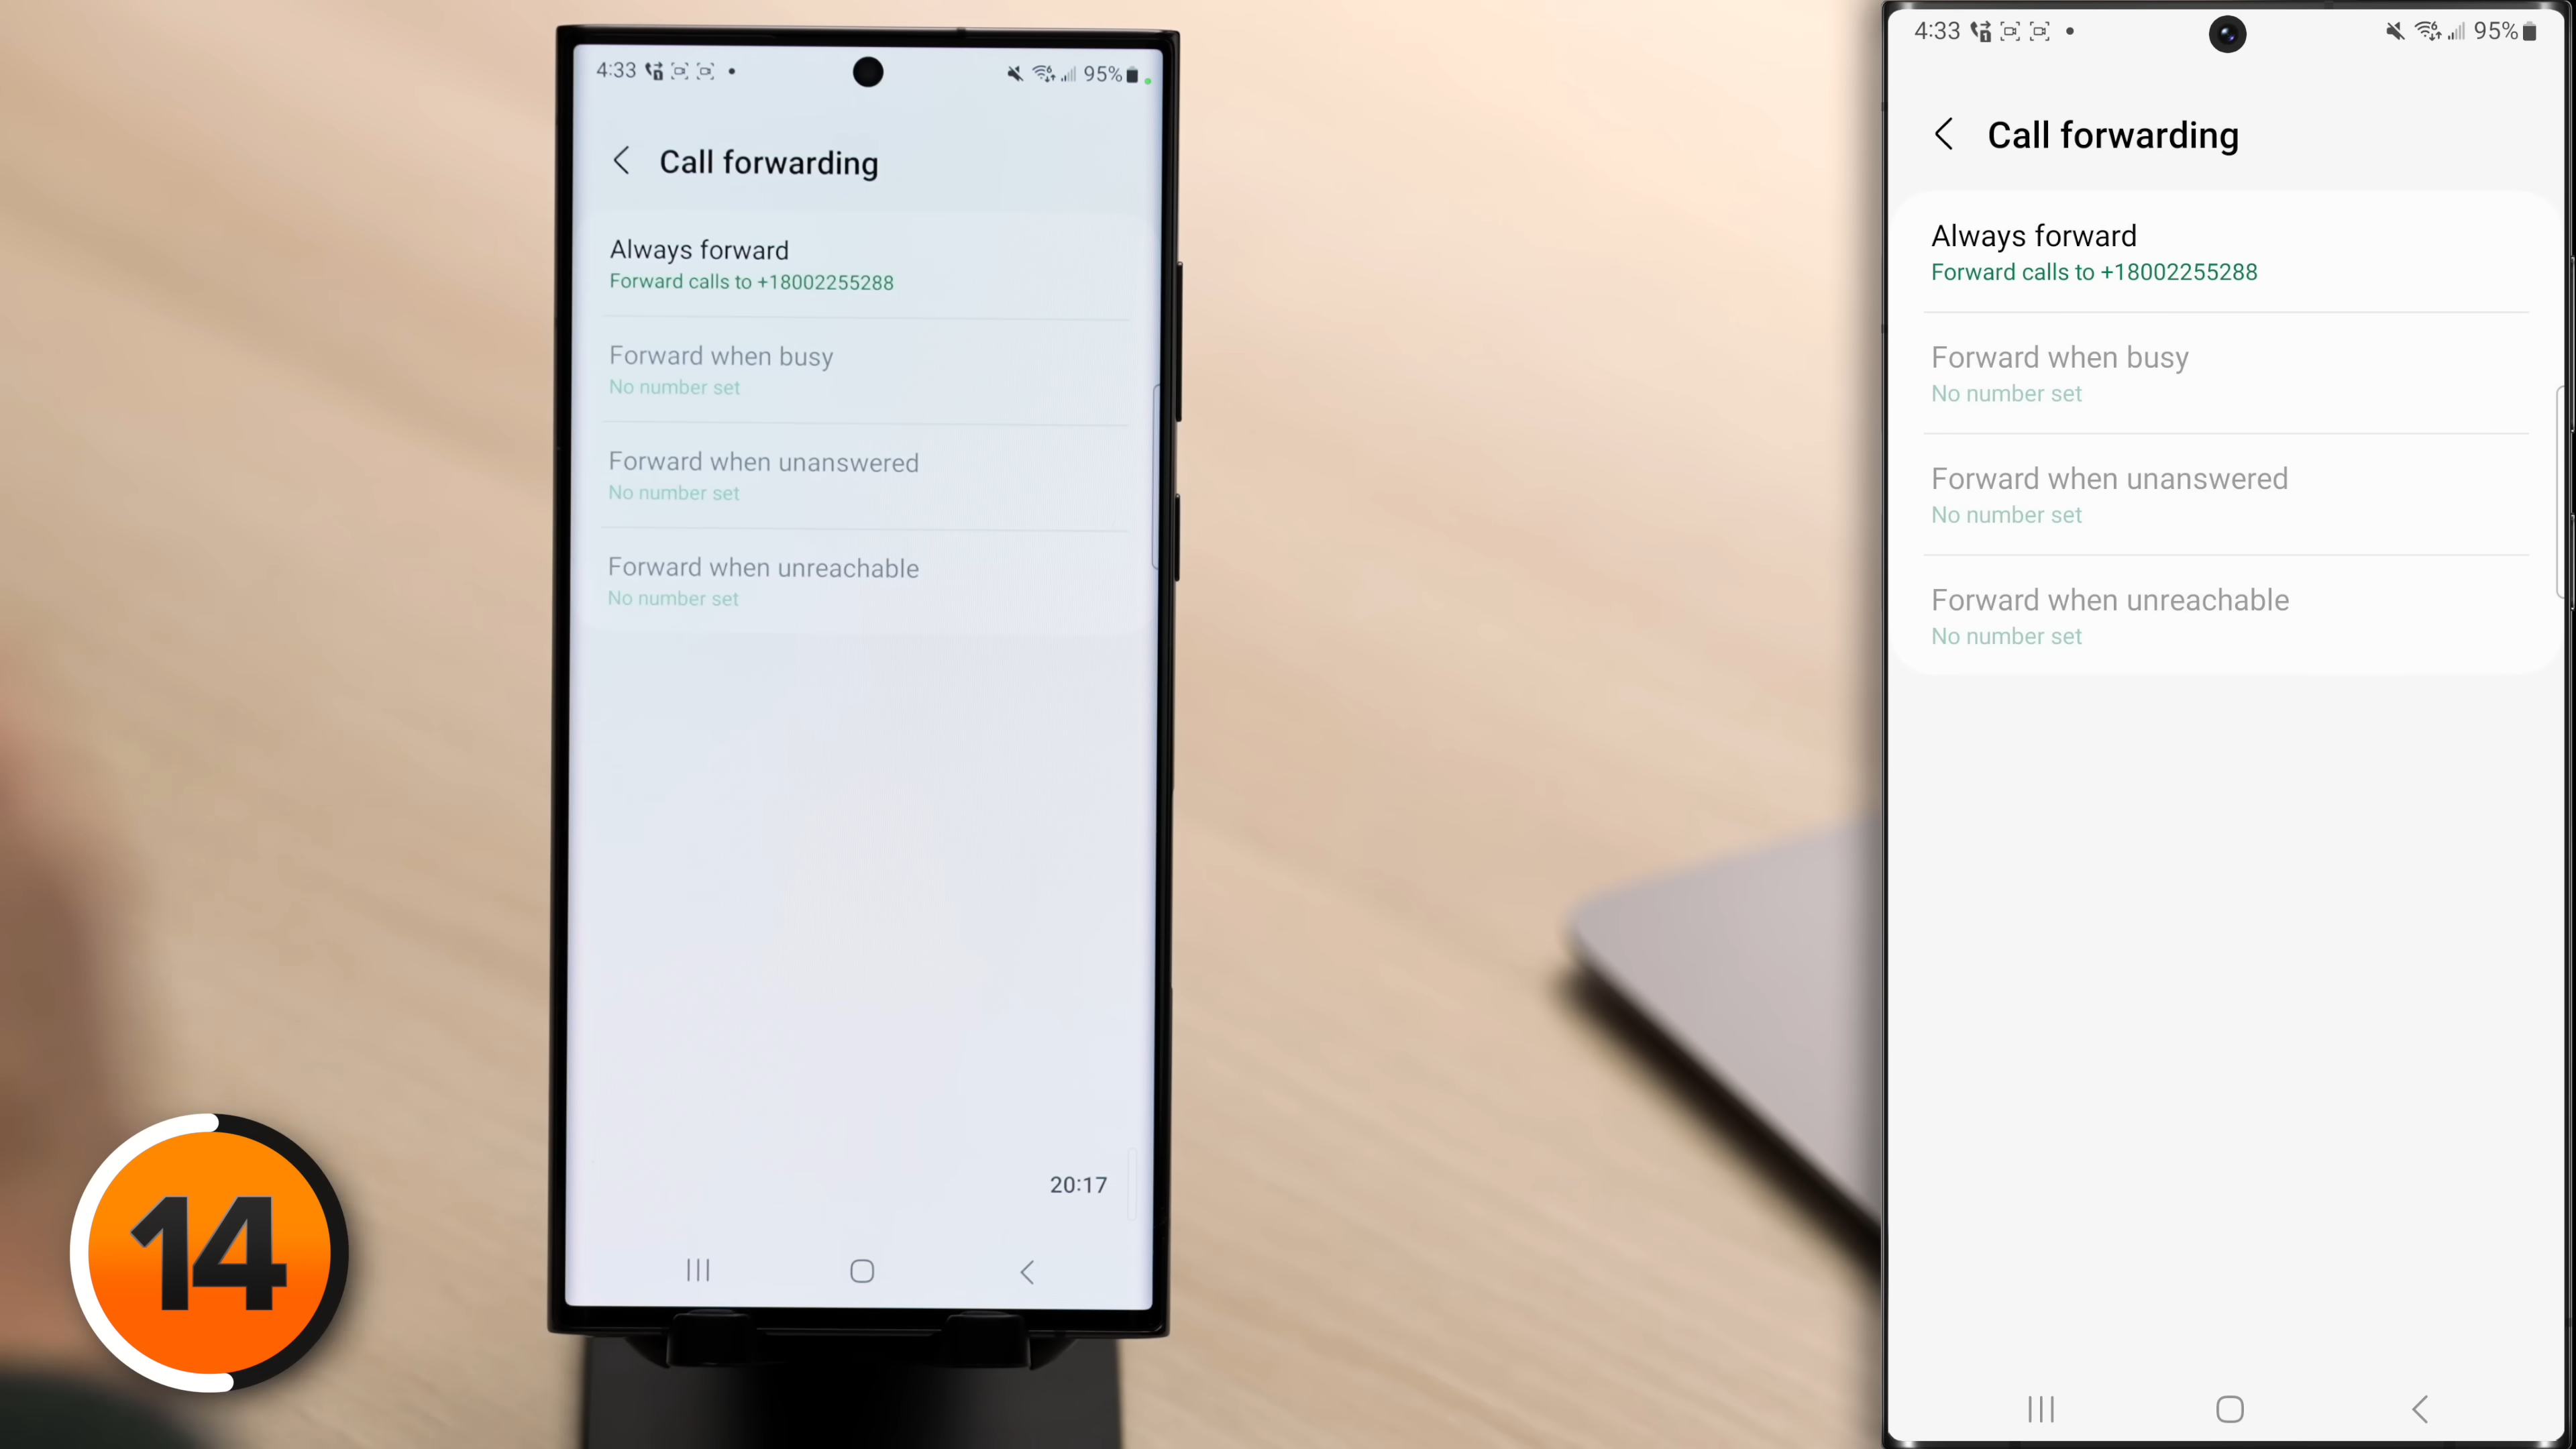 4:33
95%
Call forwarding
Always forward
Forward calls to +18002255288
Forward when busy
No number set
Forward when unanswered
No number set
Forward when unreachable
No number set
20:17
14
4:33
95%
Call forwarding
Always forward
Forward calls to +18002255288
Forward when busy
No number set
Forward when unanswered
No number set
Forward when unreachable
No number set